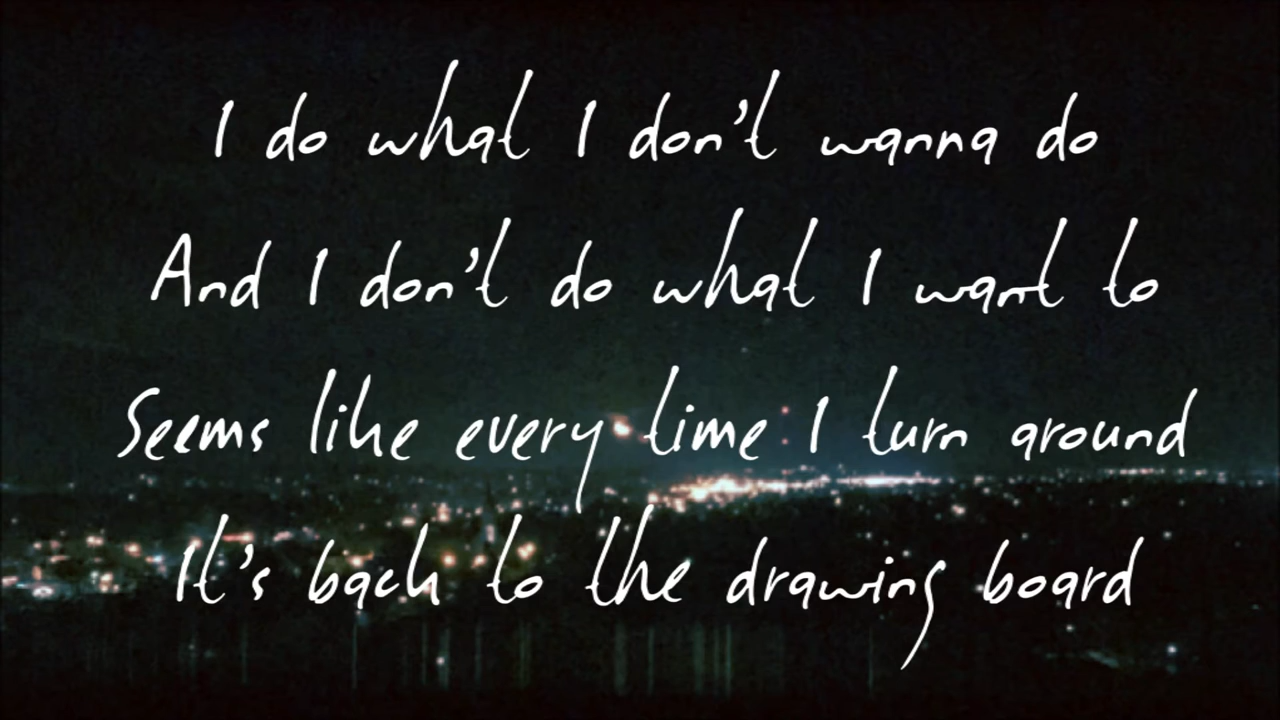 I do what I don't wanna do
And I don't do what I want to
Seems like every time I turn around
It's back to the drawing board